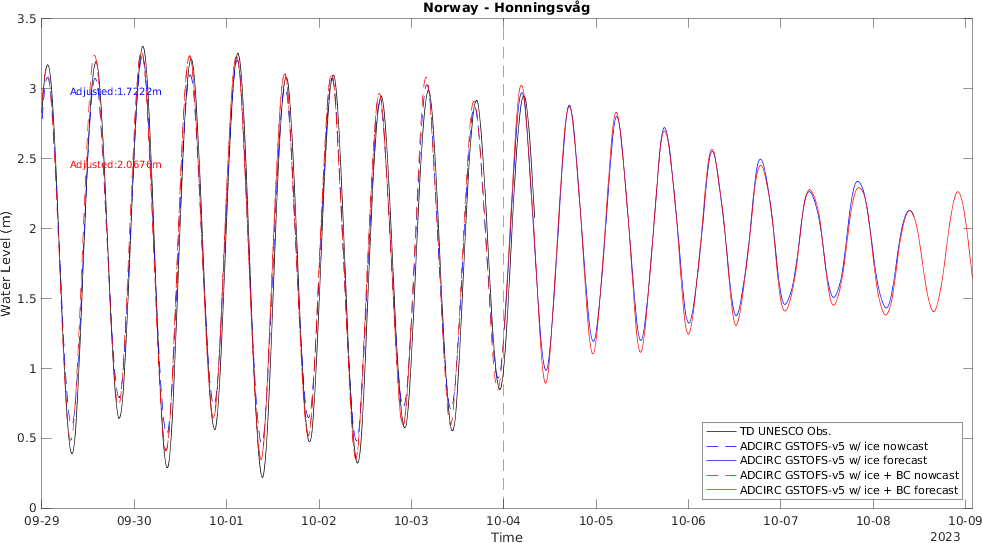 Norway - Honningsvåg
3.5
3
2.5
2
1.5
1
0.5
0
Water Level (m)
Adjusted:1.7222m
Adjusted:2.0676m
TD UNESCO Obs.
ADCIRC GSTOFS-v5 w/ ice nowcast
ADCIRC GSTOFS-v5 w/ ice forecast
ADCIRC GSTOFS-v5 w/ ice + BC nowcast
ADCIRC GSTOFS-v5 w/ ice + BC forecast
09-29 09-30 10-01 10-02 10-03 10-04 10-05 10-06 10-07 10-08 10-09
Time
2023